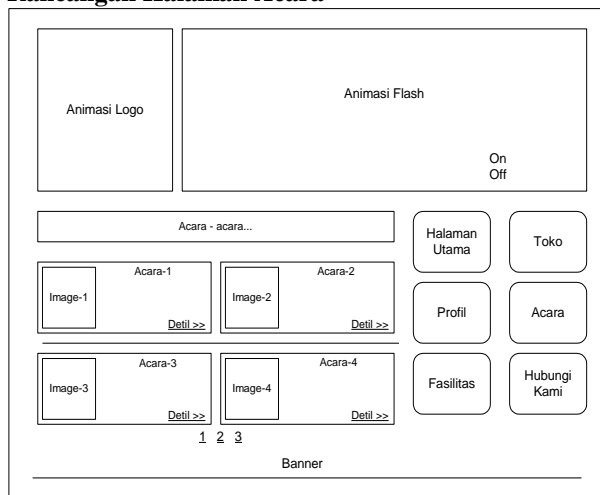 Rancangan Halaman Acara
Animasi Logo
Animasi Flash
On
Off
Acara - acara...
Halaman
Utama
Toko
Acara-1
Image-1
Detil >>
Acara-2
Image-2
Detil >>
Profil
Acara
Acara-3
Image-3
Detil >>
Acara-4
Image-4
Detil >>
Fasilitas
Hubungi
Kami
1 2 3
Banner